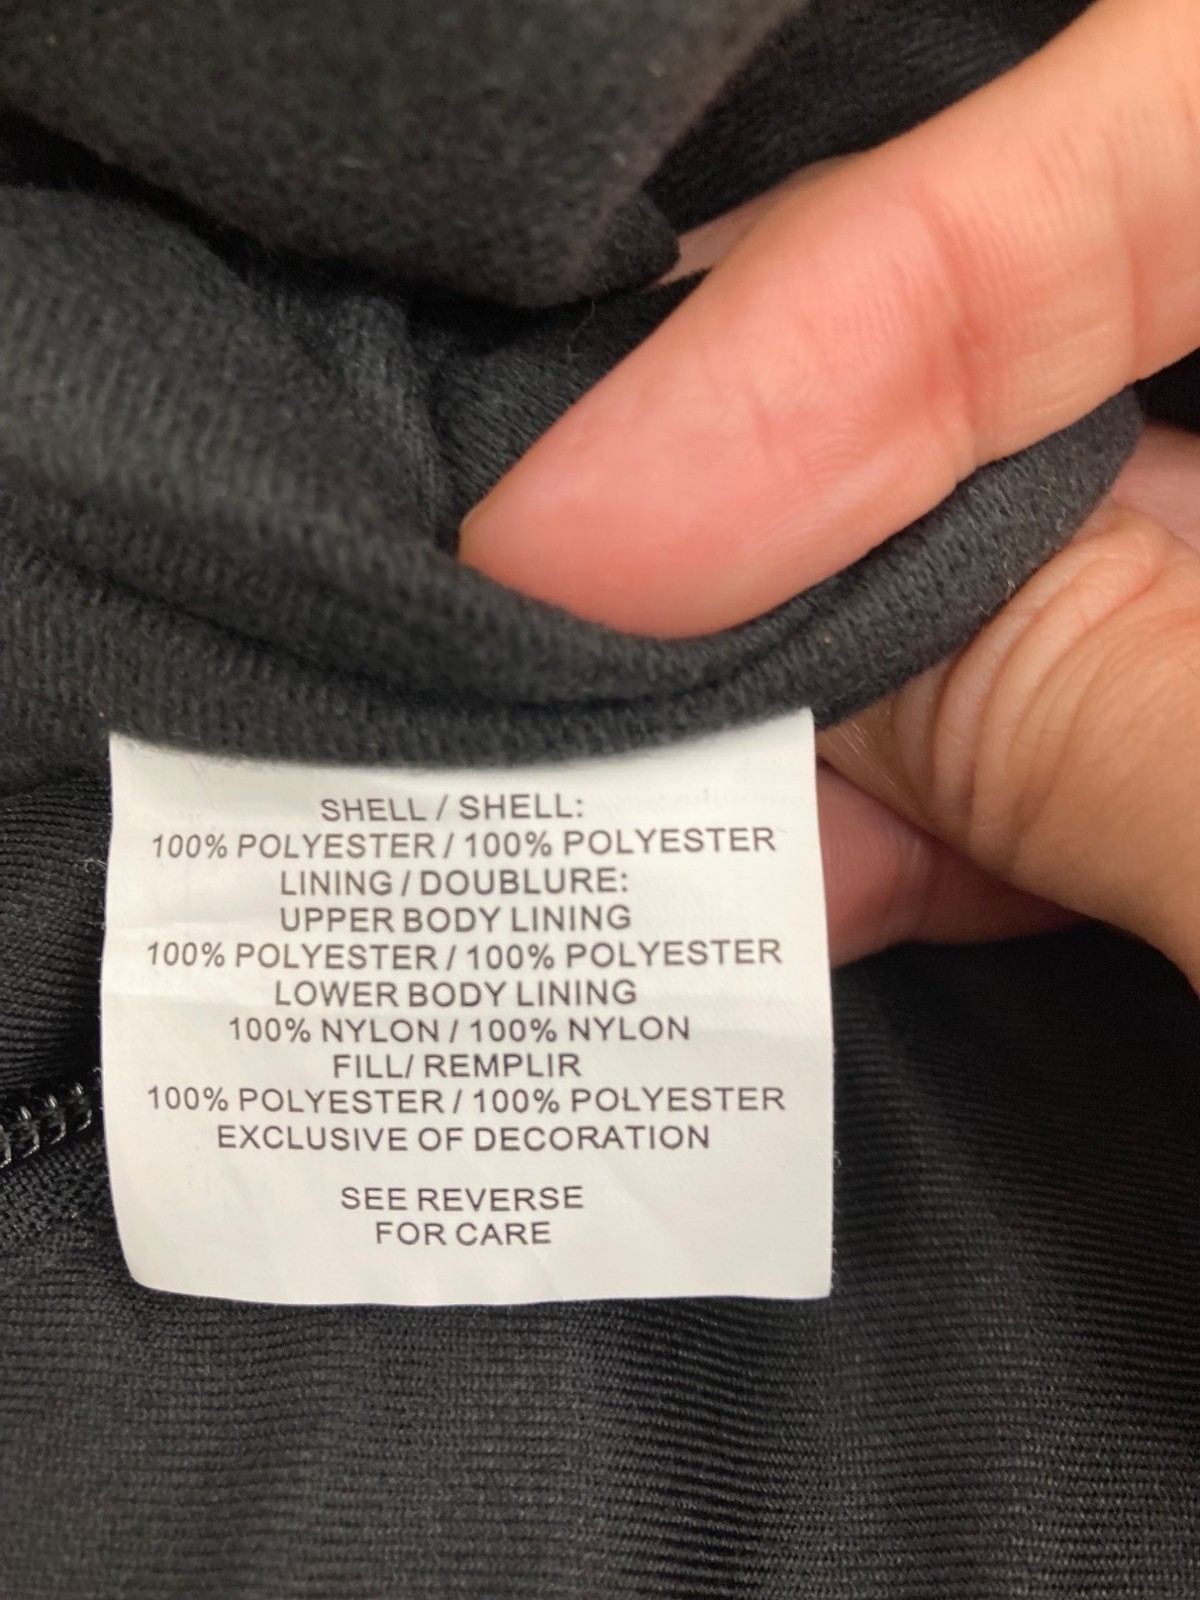 SHELL / SHELL:
100% POLYESTER / 100% POLYESTER
LINING / DOUBLURE:
UPPER BODY LINING
100% POLYESTER / 100% POLYESTER
LOWER BODY LINING
100% NYLON / 100% NYLON
FILL/ REMPLIR
100% POLYESTER / 100% POLYESTER
EXCLUSIVE OF DECORATION
SEE REVERSE
FOR CARE